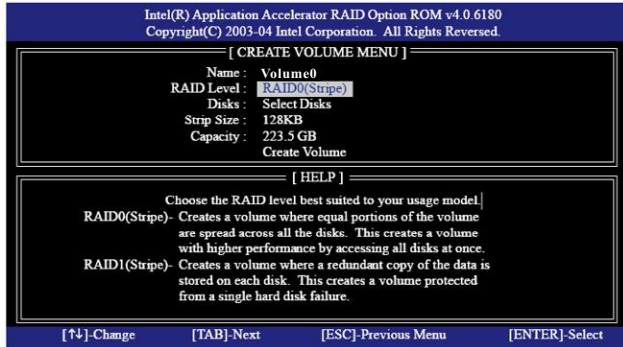 Intel(R) Application Accelerator RAID Option ROM v4.0.6180
Copyright(C) 2003-04 Intel Corporation. All Rights Reversed.
[ CREATE VOLUME MENU ]
Name : Volume0
RAID Level : RAID0(Stripe)
Disks : Select Disks
Strip Size : 128KB
Capacity : 223.5 GB
Create Volume
[ HELP ]
Choose the RAID level best suited to your usage model.
RAID0(Stripe)- Creates a volume where equal portions of the volume
are spread across all the disks. This creates a volume
with higher performance by accessing all disks at once.
RAID1(Stripe)- Creates a volume where a redundant copy of the data is
stored on each disk. This creates a volume protected
from a single hard disk failure.
[↑↓]-Change [TAB]-Next [ESC]-Previous Menu [ENTER]-Select